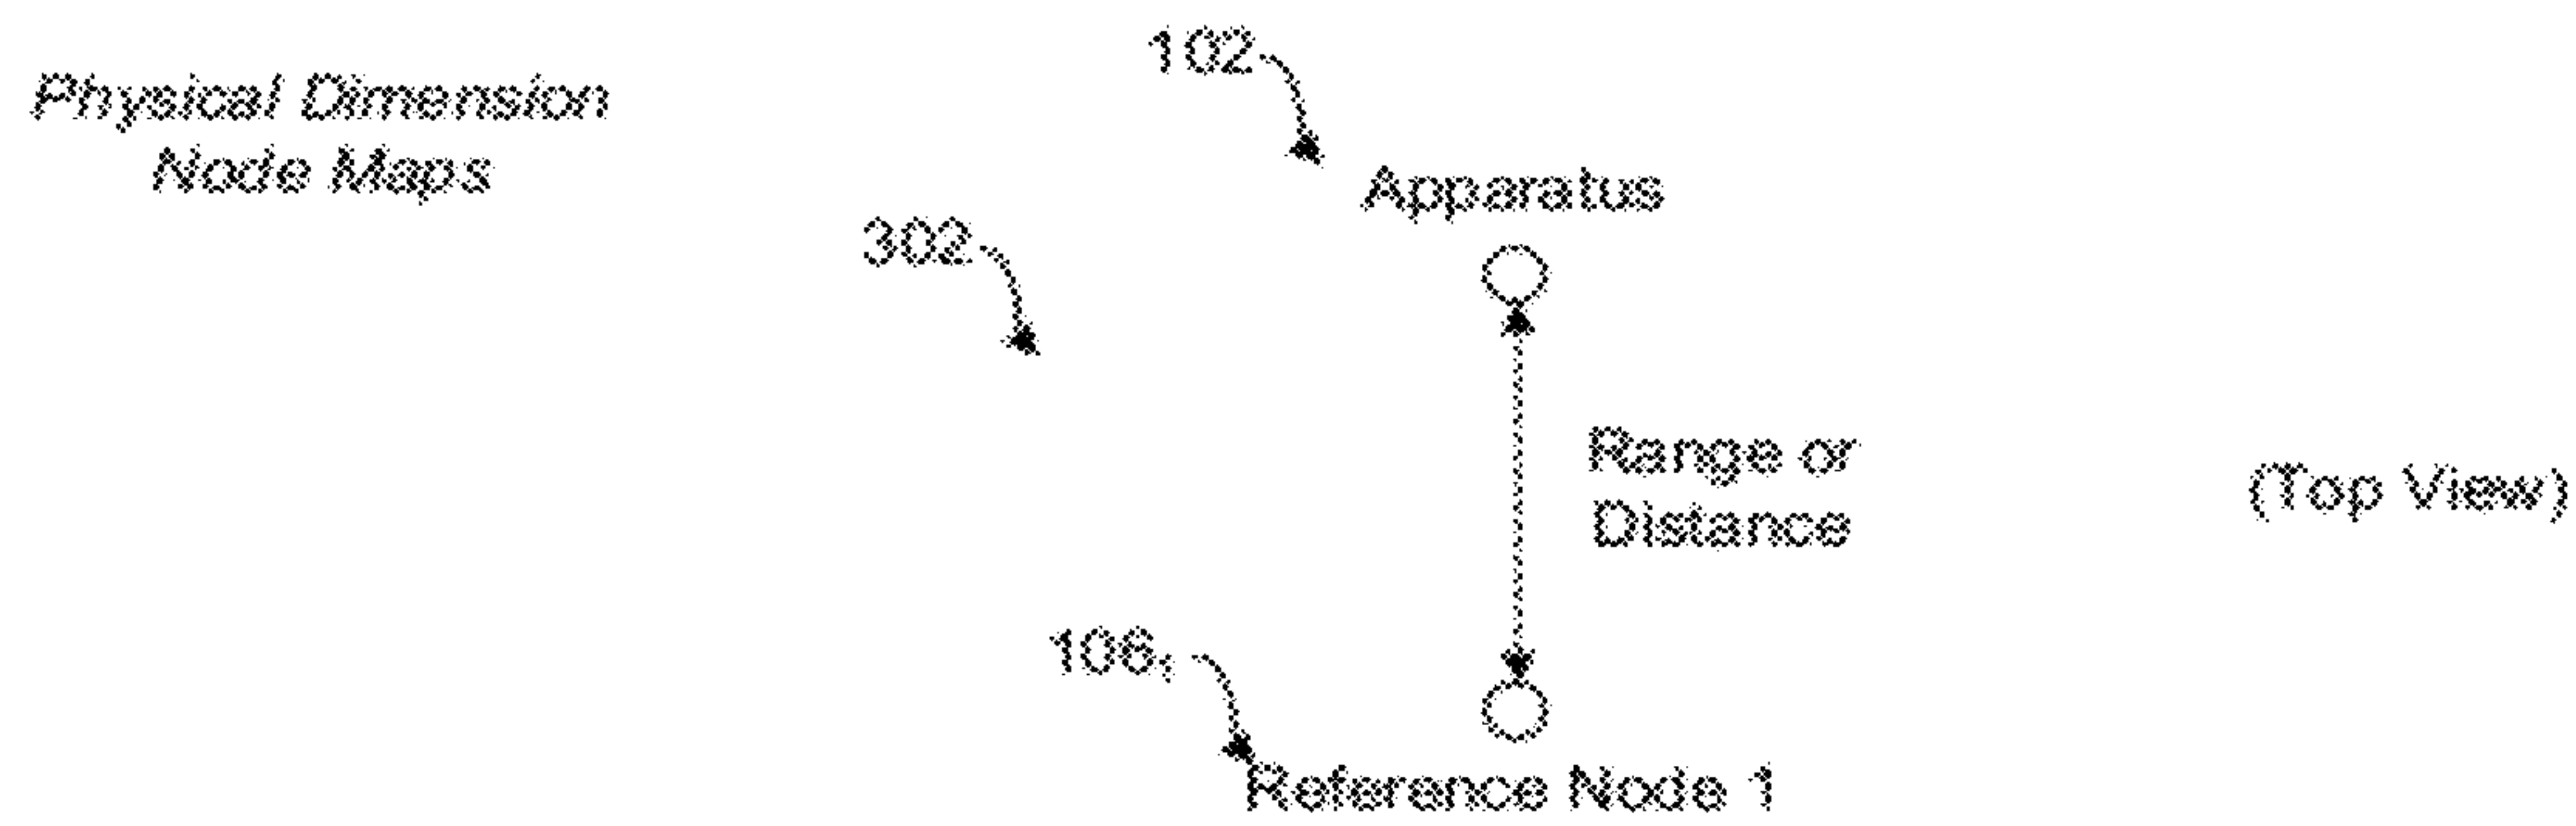 Physical Dimension
Node Maps
102
Apparatus
302
Range or
Distance
(Top View)
106₁
Reference Node 1